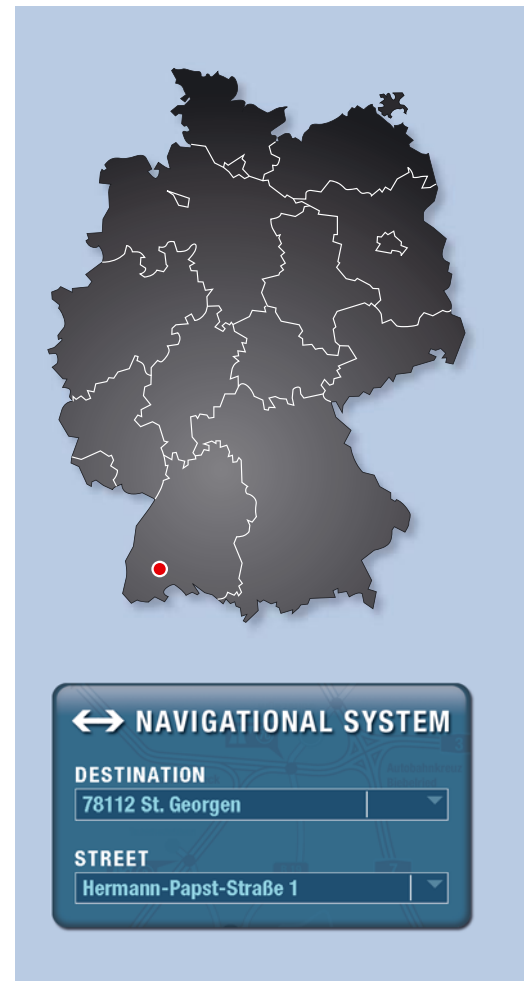 NAVIGATIONAL SYSTEM
DESTINATION
78112 St. Georgen
STREET
Hermann-Papst-Straße 1